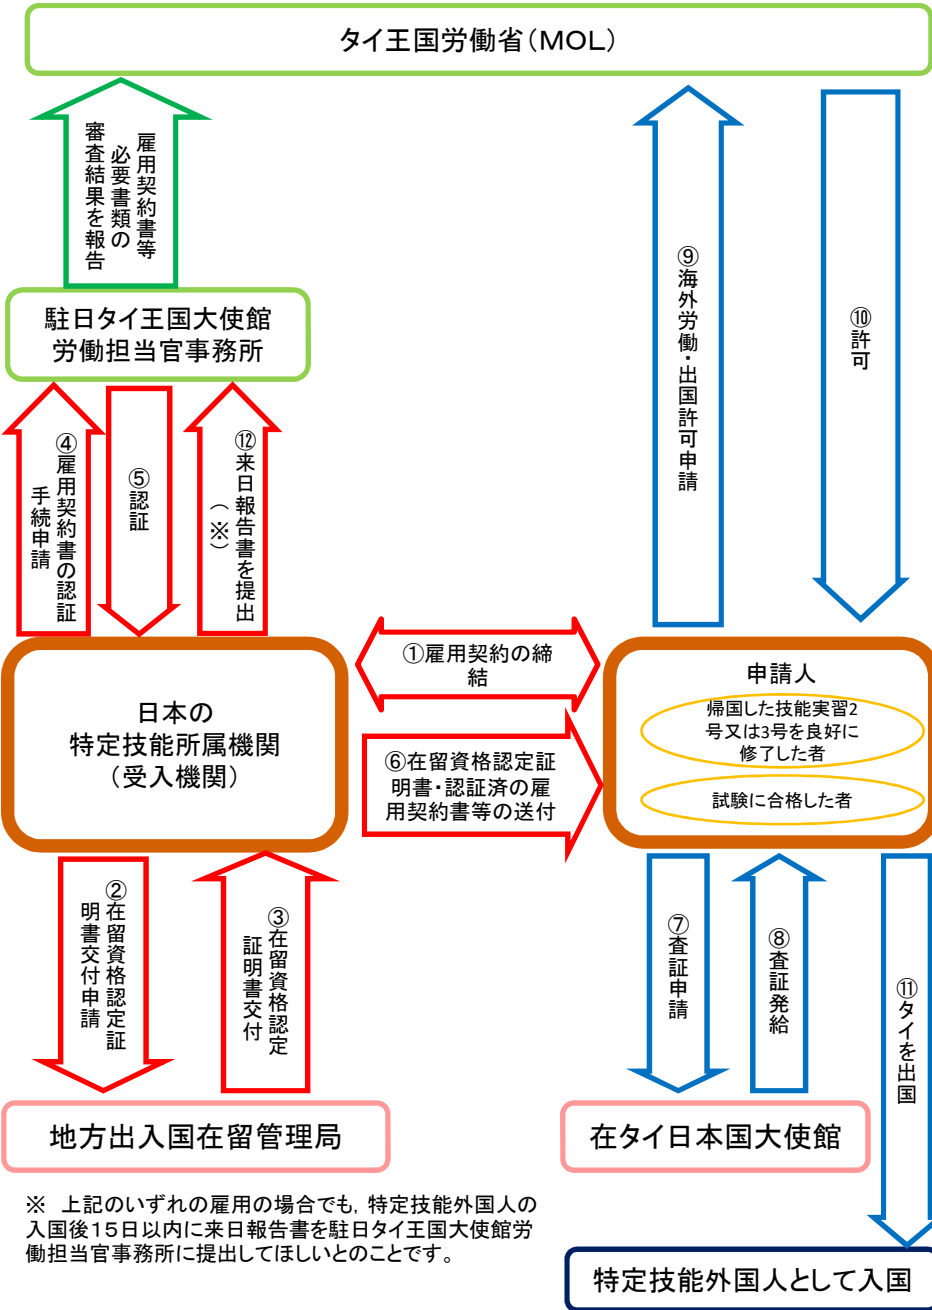 タイ王国労働省(MOL)
雇用契約書等
必要書類の
審査結果を報告
⑨海外労働・出国許可申請
⑩許可
駐日タイ王国大使館
労働担当官事務所
④雇用契約書の認証
手続申請
⑤認証
⑫来日報告書を提出
(※)
①雇用契約の締
結
日本の
特定技能所属機関
(受入機関)
申請人
帰国した技能実習2
号又は3号を良好に
修了した者
試験に合格した者
⑥在留資格認定証
明書・認証済の雇
用契約書等の送付
②在留資格認定証
明書交付申請
③在留資格認定
証明書交付
⑦査証申請
⑧査証発給
⑪タイを出国
地方出入国在留管理局
在タイ日本国大使館
※ 上記のいずれの雇用の場合でも,特定技能外国人の
入国後15日以内に来日報告書を駐日タイ王国大使館労
働担当官事務所に提出してほしいとのことです。
特定技能外国人として入国